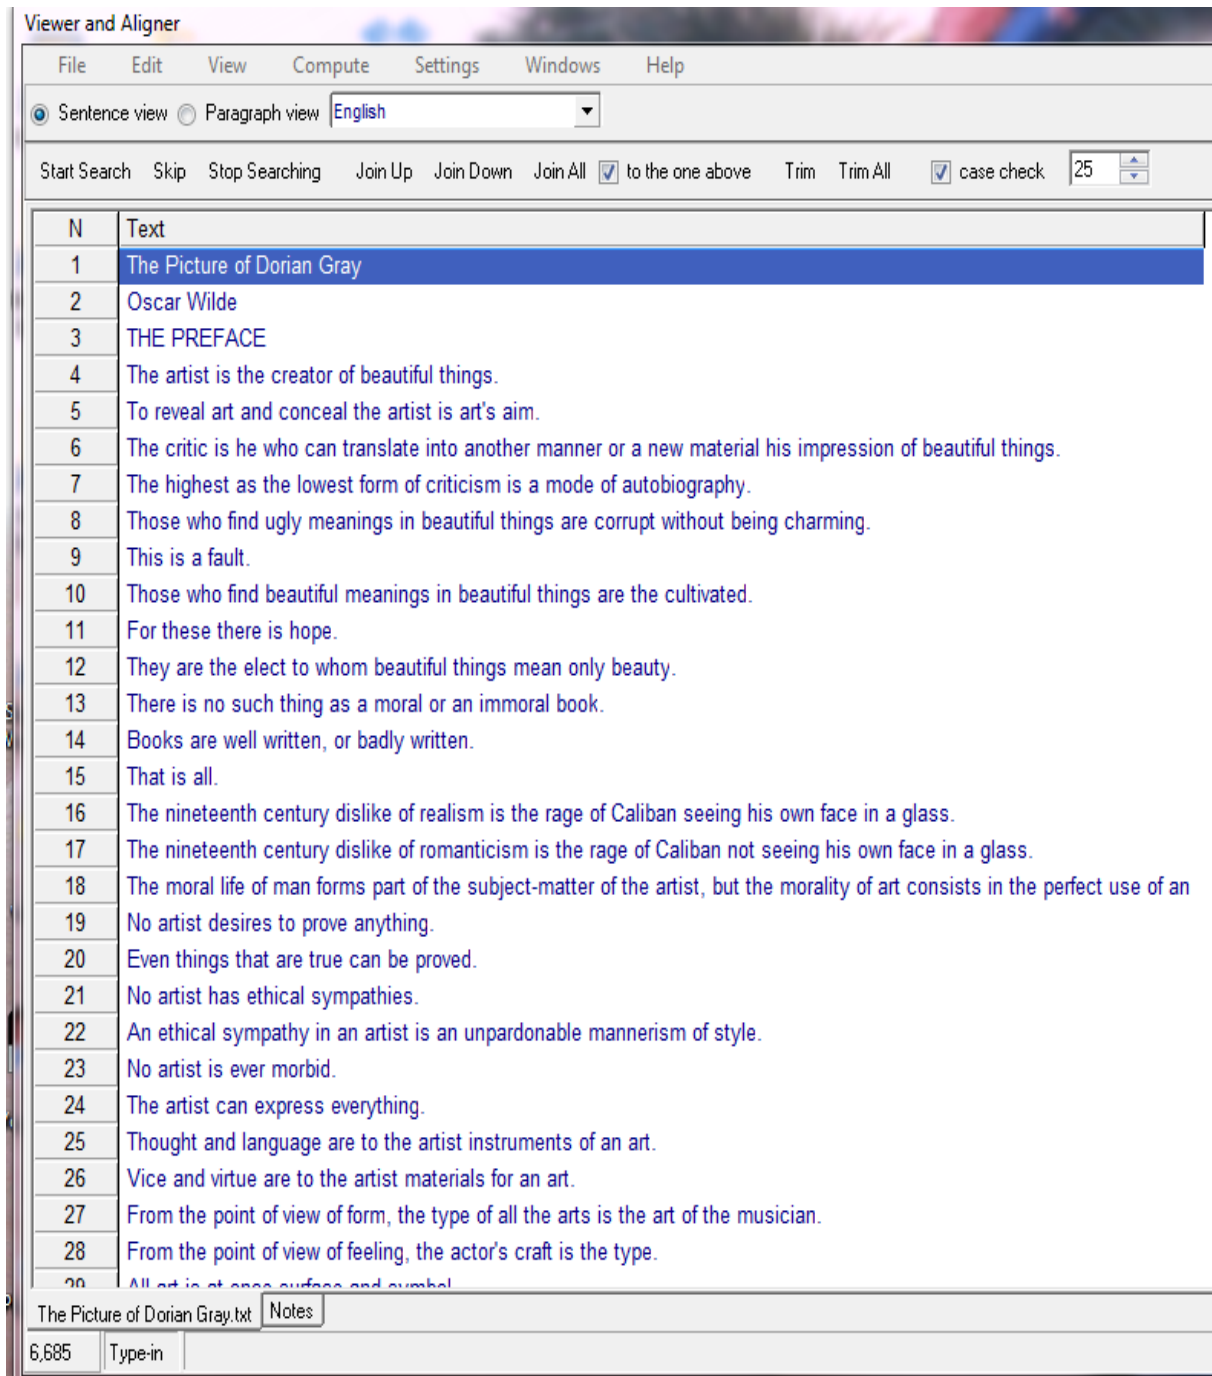 Viewer and Aligner
File Edit View Compute Settings Windows Help
Sentence view Paragraph view English
Start Search Skip Stop Searching Join Up Join Down Join All to the one above Trim Trim All case check 25
N Text
1 The Picture of Dorian Gray
2 Oscar Wilde
3 THE PREFACE
4 The artist is the creator of beautiful things.
5 To reveal art and conceal the artist is art's aim.
6 The critic is he who can translate into another manner or a new material his impression of beautiful things.
7 The highest as the lowest form of criticism is a mode of autobiography.
8 Those who find ugly meanings in beautiful things are corrupt without being charming.
9 This is a fault.
10 Those who find beautiful meanings in beautiful things are the cultivated.
11 For these there is hope.
12 They are the elect to whom beautiful things mean only beauty.
13 There is no such thing as a moral or an immoral book.
14 Books are well written, or badly written.
15 That is all.
16 The nineteenth century dislike of realism is the rage of Caliban seeing his own face in a glass.
17 The nineteenth century dislike of romanticism is the rage of Caliban not seeing his own face in a glass.
18 The moral life of man forms part of the subject-matter of the artist, but the morality of art consists in the perfect use of an
19 No artist desires to prove anything.
20 Even things that are true can be proved.
21 No artist has ethical sympathies.
22 An ethical sympathy in an artist is an unpardonable mannerism of style.
23 No artist is ever morbid.
24 The artist can express everything.
25 Thought and language are to the artist instruments of an art.
26 Vice and virtue are to the artist materials for an art.
27 From the point of view of form, the type of all the arts is the art of the musician.
28 From the point of view of feeling, the actor's craft is the type.
29 All art is at once surface and symbol
The Picture of Dorian Gray.txt Notes
6,685 Type-in